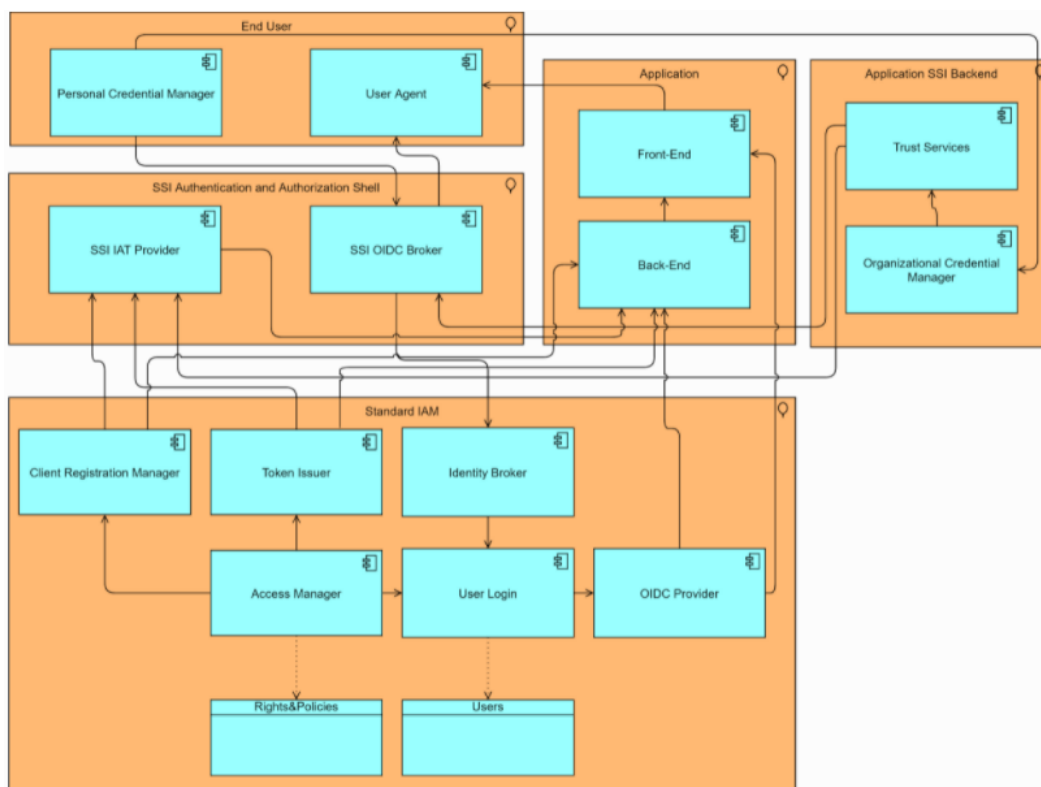 End User
Personal Credential Manager
User Agent
Application
Front-End
Back-End
Application SSI Backend
Trust Services
Organizational Credential
Manager
SSI Authentication and Authorization Shell
SSI IAT Provider
SSI OIDC Broker
Standard IAM
Client Registration Manager
Token Issuer
Identity Broker
Access Manager
User Login
OIDC Provider
Rights&Policies
Users